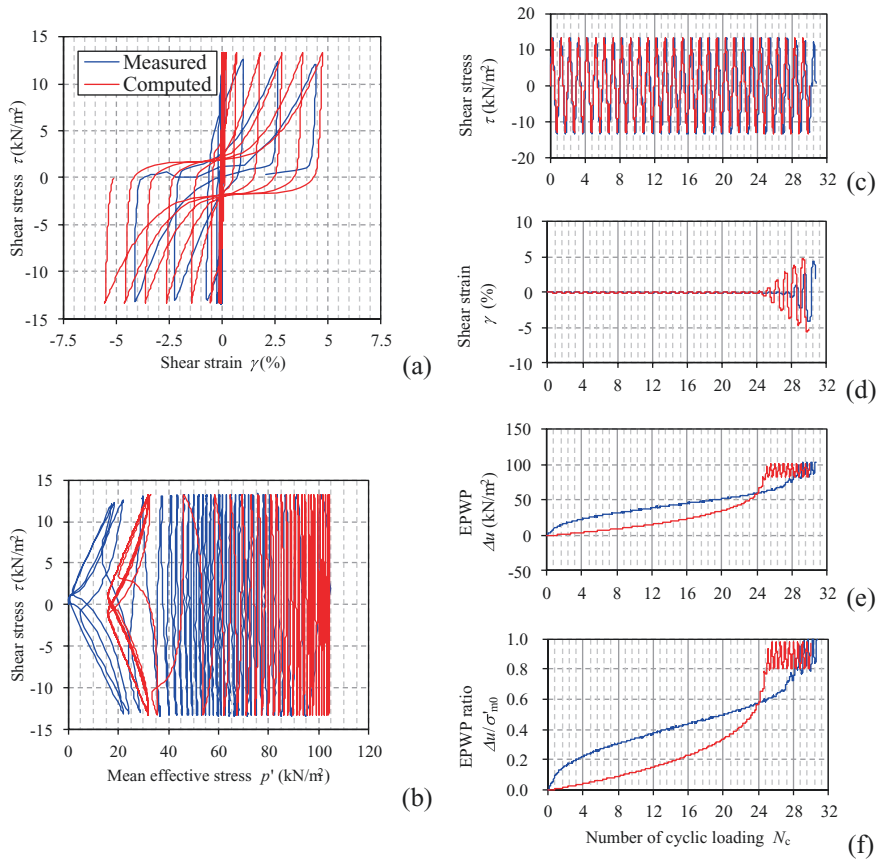 15
10
5
0
-5
-10
-15
Shear stress τ (kN/m²)
Measured
Computed
-7.5 -5 -2.5 0 2.5 5 7.5
Shear strain γ (%)
(a)
15
10
5
0
-5
-10
-15
Shear stress τ (kN/m²)
0 20 40 60 80 100 120
Mean effective stress p' (kN/m²)
(b)
20
10
0
-10
-20
Shear stress
τ (kN/m²)
0 4 8 12 16 20 24 28 32
(c)
10
5
0
-5
-10
Shear strain
γ (%)
0 4 8 12 16 20 24 28 32
(d)
150
100
50
0
-50
EPWP
Δu (kN/m²)
0 4 8 12 16 20 24 28 32
(e)
1.0
0.8
0.6
0.4
0.2
0.0
EPWP ratio
Δu/σ'm0
0 4 8 12 16 20 24 28 32
Number of cyclic loading Nc
(f)